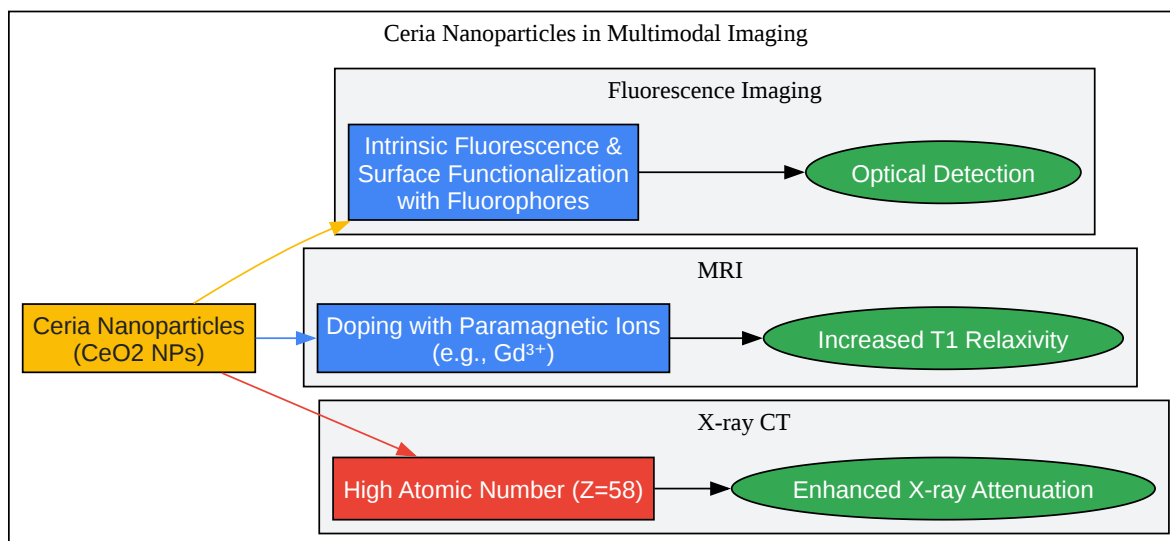 Ceria Nanoparticles in Multimodal Imaging
Fluorescence Imaging
Intrinsic Fluorescence &
Surface Functionalization
with Fluorophores
Optical Detection
MRI
Ceria Nanoparticles
(CeO2 NPs)
Doping with Paramagnetic Ions
(e.g., Gd³⁺)
Increased T1 Relaxivity
X-ray CT
High Atomic Number (Z=58)
Enhanced X-ray Attenuation